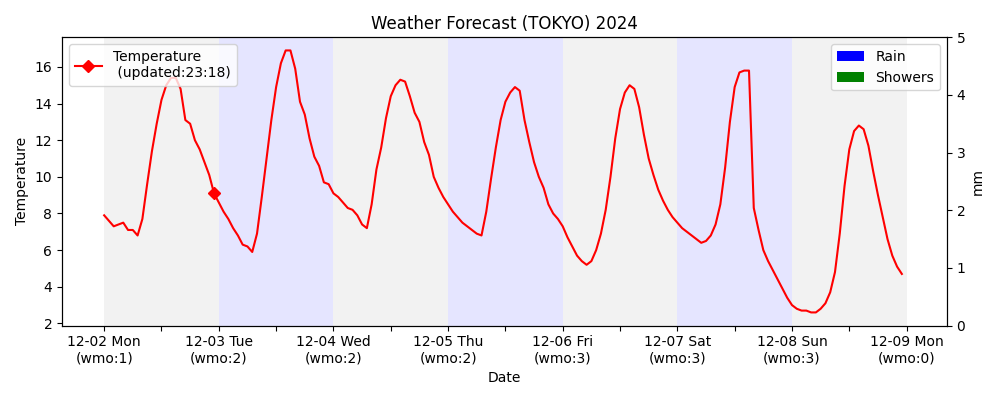 Weather Forecast (TOKYO) 2024
Temperature
(updated:23:18)
Rain
Showers
16
14
12
10
8
6
4
2
Temperature
5
4
3
2
1
0
mm
12-02 Mon 12-03 Tue 12-04 Wed 12-05 Thu 12-06 Fri 12-07 Sat 12-08 Sun 12-09 Mon
(wmo:1) (wmo:2) (wmo:2) (wmo:2) (wmo:3) (wmo:3) (wmo:3) (wmo:0)
Date